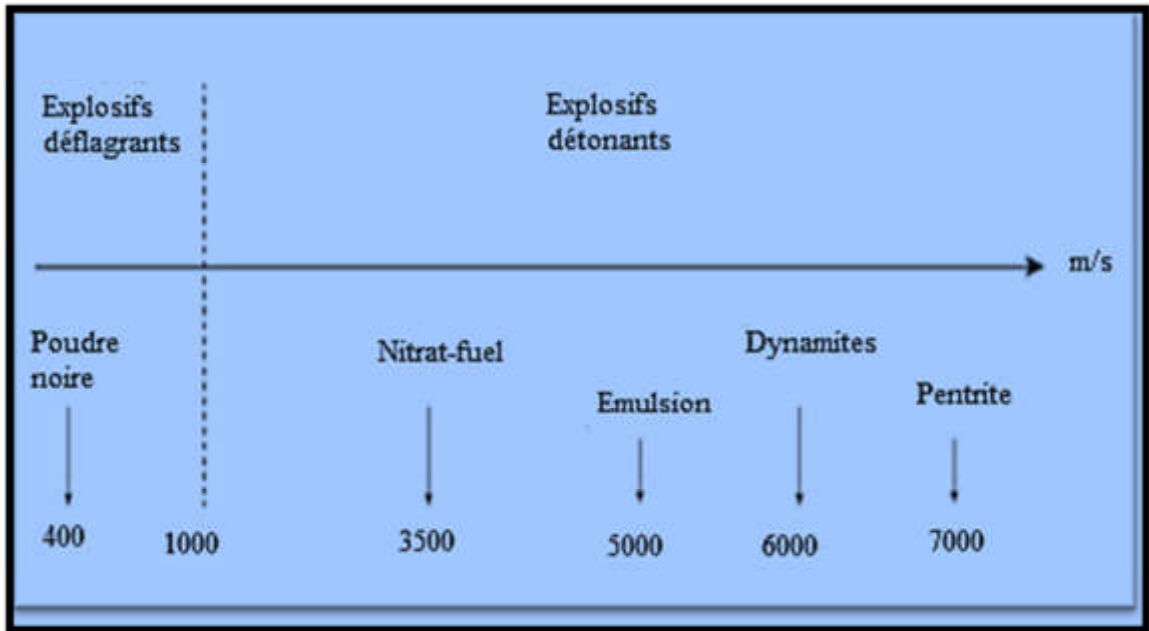 Explosifs
déflagrants
Explosifs
détonants
m/s
Poudre
noire
Nitrat-fuel
Dynamites
Emulsion
Pentrite
400
1000
3500
5000
6000
7000